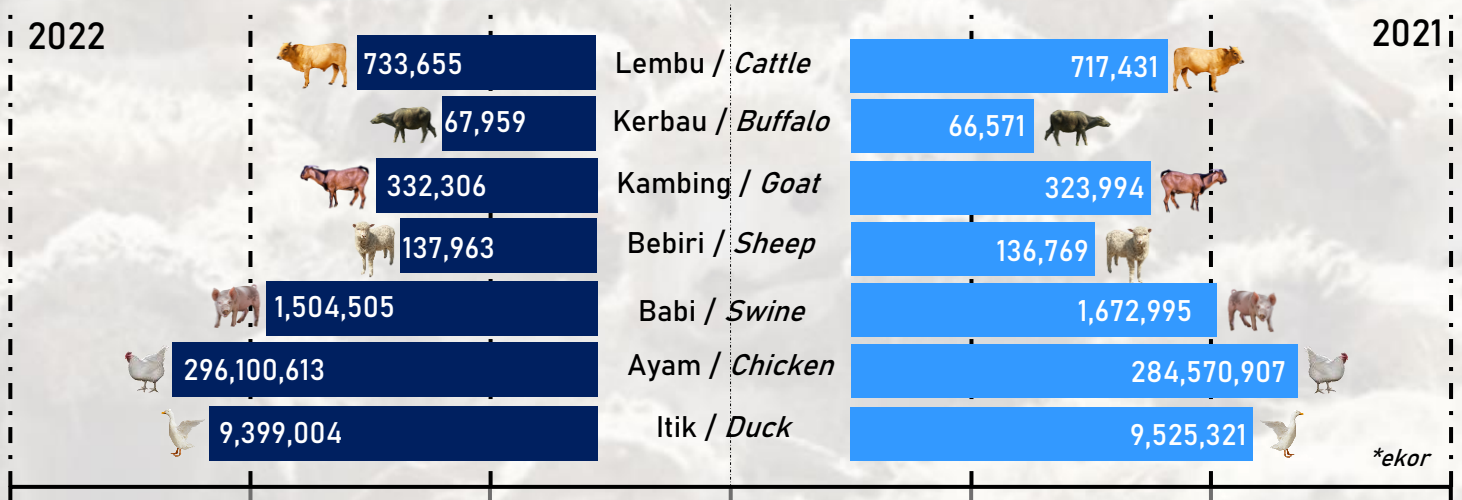 2022
2021
733,655 Lembu / Cattle 717,431
67,959 Kerbau / Buffalo 66,571
332,306 Kambing / Goat 323,994
137,963 Bebiri / Sheep 136,769
1,504,505 Babi / Swine 1,672,995
296,100,613 Ayam / Chicken 284,570,907
9,399,004 Itik / Duck 9,525,321
*ekor